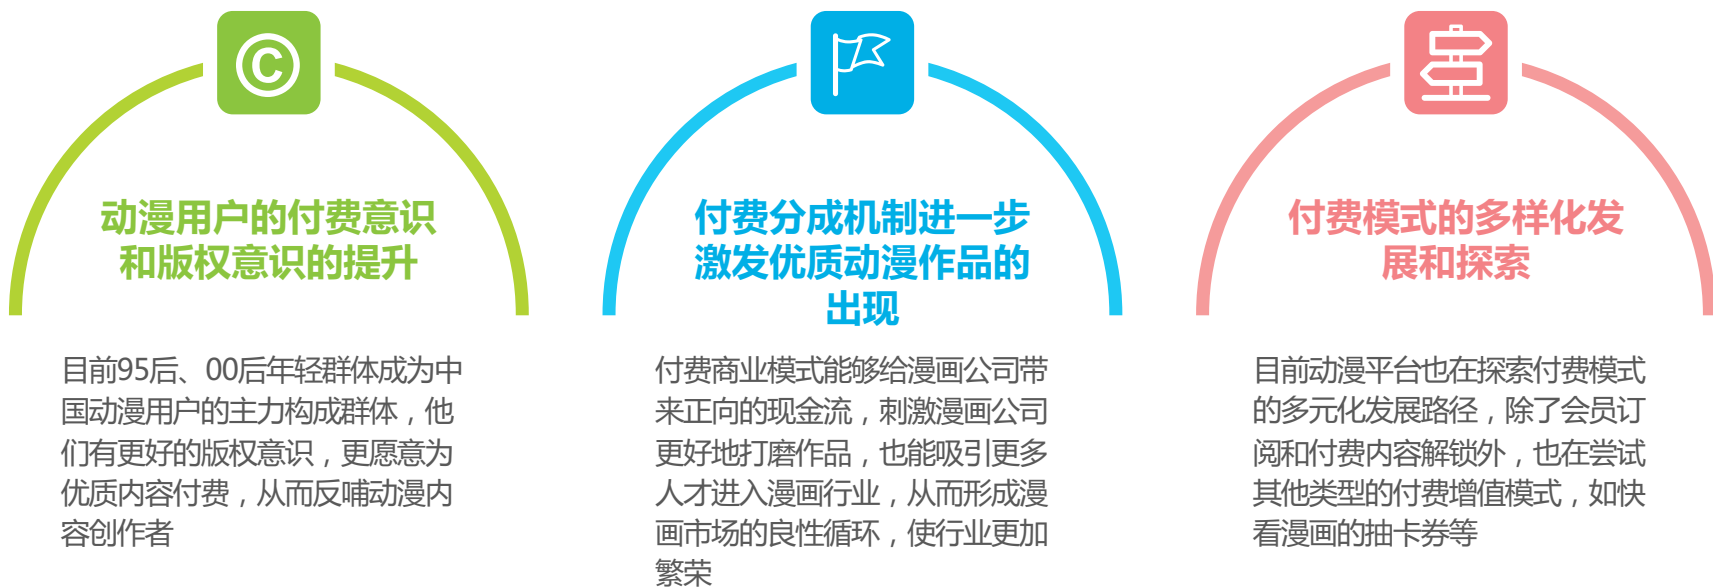 ©
动漫用户的付费意识
和版权意识的提升
目前95后、00后年轻群体成为中
国动漫用户的主力构成群体，他
们有更好的版权意识，更愿意为
优质内容付费，从而反哺动漫内
容创作者
付费分成机制进一步
激发优质动漫作品的
出现
付费商业模式能够给漫画公司带
来正向的现金流，刺激漫画公司
更好地打磨作品，也能吸引更多
人才进入漫画行业，从而形成漫
画市场的良性循环，使行业更加
繁荣
付费模式的多样化发
展和探索
目前动漫平台也在探索付费模式
的多元化发展路径，除了会员订
阅和付费内容解锁外，也在尝试
其他类型的付费增值模式，如快
看漫画的抽卡券等